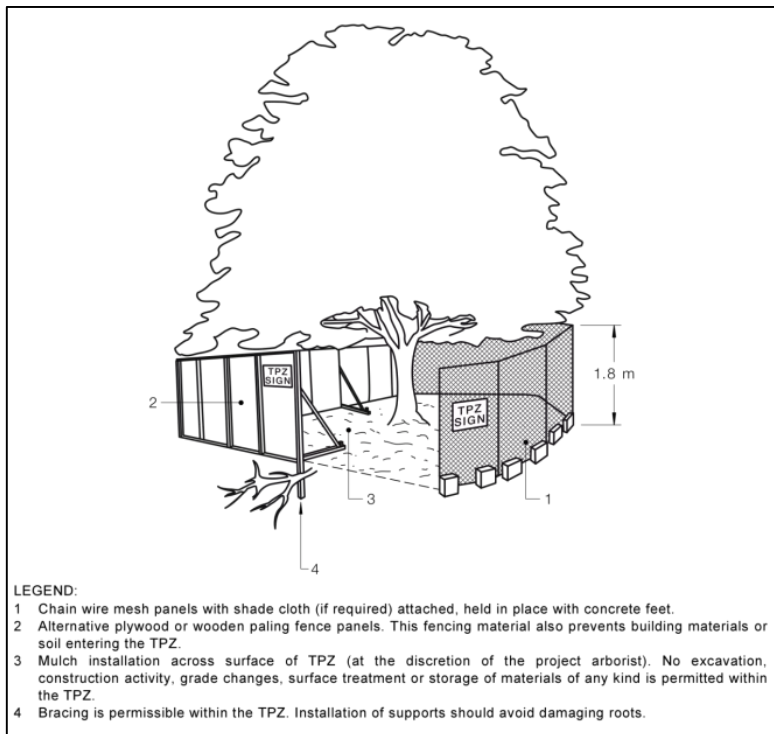 TPZ
SIGN
1.8 m
2
TPZ
SIGN
3
1
4
LEGEND:
1 Chain wire mesh panels with shade cloth (if required) attached, held in place with concrete feet.
2 Alternative plywood or wooden paling fence panels. This fencing material also prevents building materials or
soil entering the TPZ.
3 Mulch installation across surface of TPZ (at the discretion of the project arborist). No excavation,
construction activity, grade changes, surface treatment or storage of materials of any kind is permitted within
the TPZ.
4 Bracing is permissible within the TPZ. Installation of supports should avoid damaging roots.